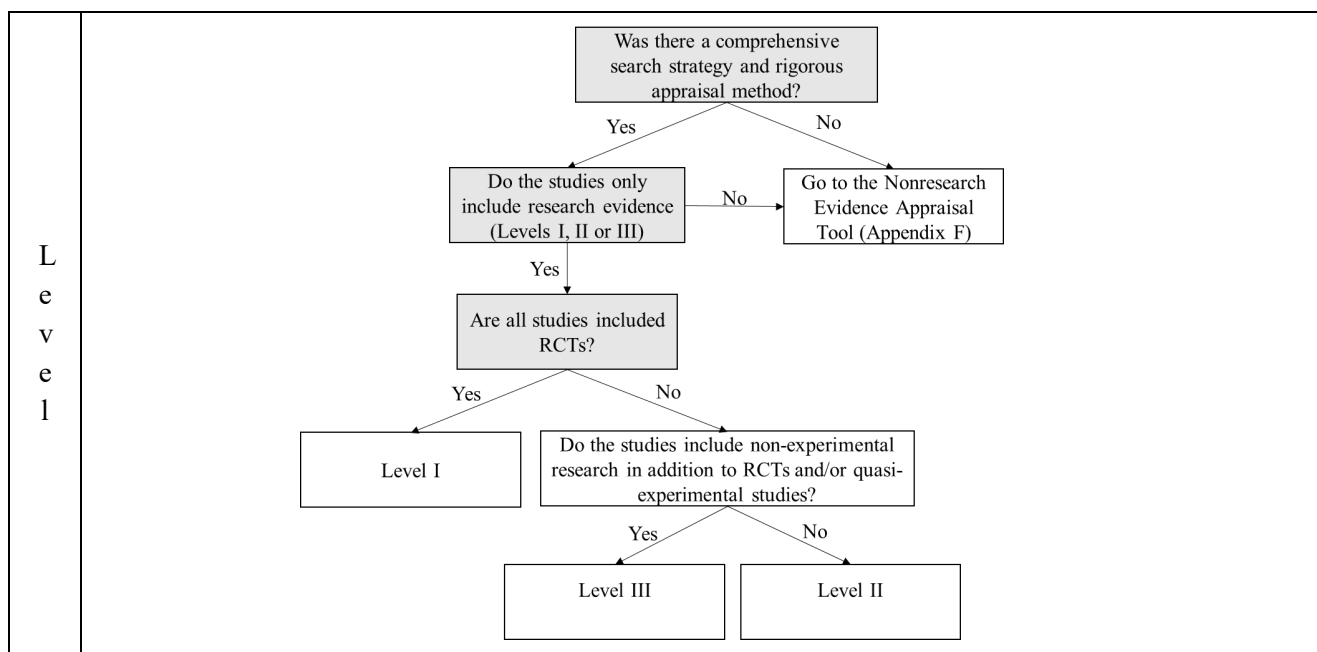 Was there a comprehensive
search strategy and rigorous
appraisal method?
Yes
No
Do the studies only
include research evidence
(Levels I, II or III)
No
Go to the Nonresearch
Evidence Appraisal
Tool (Appendix F)
Yes
Are all studies included
RCTs?
Yes
No
Level I
Do the studies include non-experimental
research in addition to RCTs and/or quasi-
experimental studies?
Yes
No
Level III
Level II
L
e
v
e
l